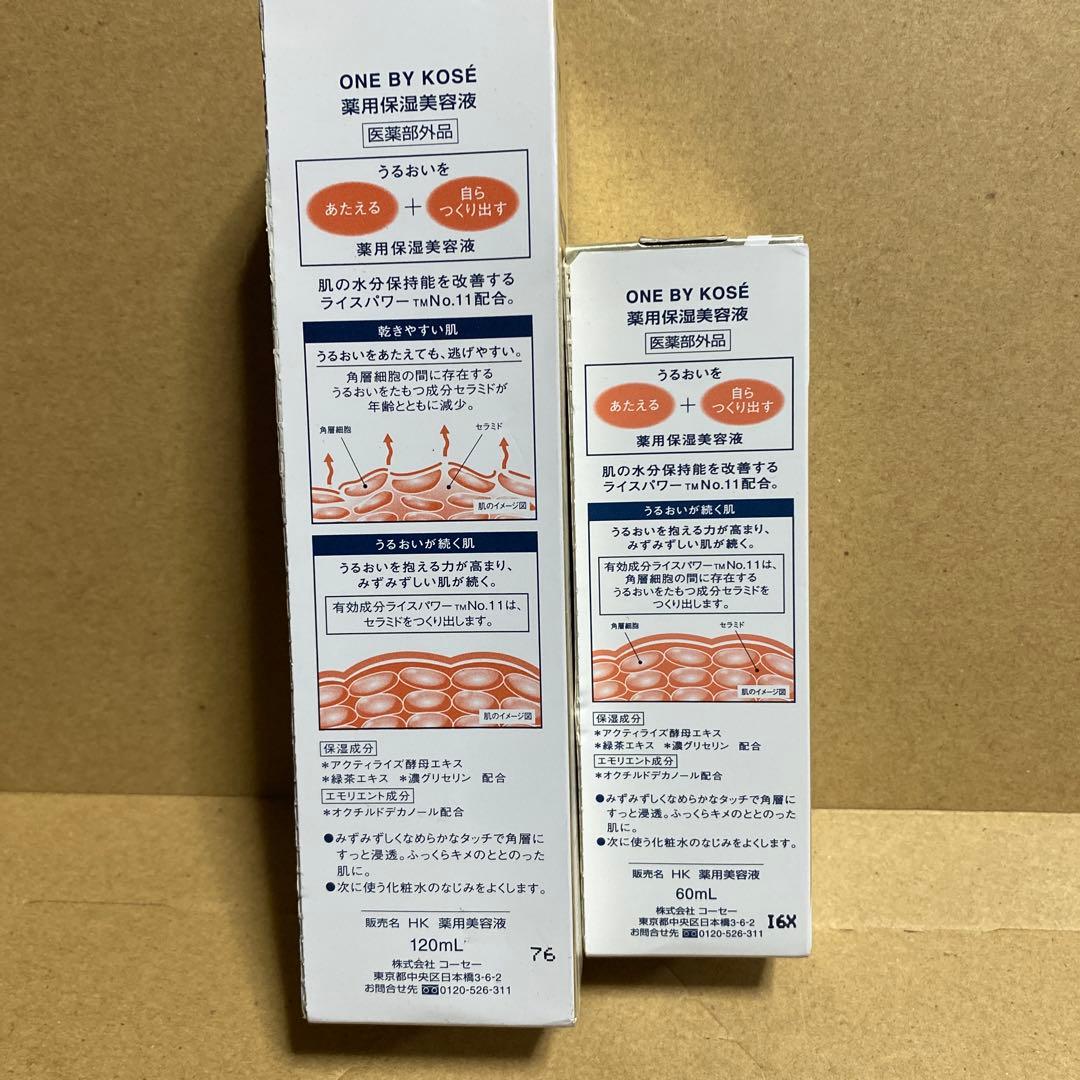 ONE BY KOSÉ
薬用保湿美容液
医薬部外品
うるおいを
あたえる + 自ら
つくり出す
薬用保湿美容液
肌の水分保持能を改善する
ライスパワー™No.11配合。
乾きやすい肌
うるおいをあたえても、逃げやすい。
角層細胞の間に存在する
うるおいをたもつ成分セラミドが
年齢とともに減少。
角層細胞 セラミド
肌のイメージ図
うるおいが続く肌
うるおいを抱える力が高まり、
みずみずしい肌が続く。
有効成分ライスパワー™No.11は、
セラミドをつくり出します。
肌のイメージ図
保湿成分
*アクティライズ酵母エキス
*緑茶エキス *濃グリセリン 配合
エモリエント成分
*オクチルドデカノール配合
●みずみずしくなめらかなタッチで角層に
すっと浸透。ふっくらキメのととのった
肌に。
●次に使う化粧水のなじみをよくします。
販売名 HK 薬用美容液
120mL
76
株式会社 コーセー
東京都中央区日本橋3-6-2
お問合せ先 0120-526-311
ONE BY KOSÉ
薬用保湿美容液
医薬部外品
うるおいを
あたえる + 自ら
つくり出す
薬用保湿美容液
肌の水分保持能を改善する
ライスパワー™No.11配合。
うるおいが続く肌
うるおいを抱える力が高まり、
みずみずしい肌が続く。
有効成分ライスパワー™No.11は、
角層細胞の間に存在する
うるおいをたもつ成分セラミドを
つくり出します。
角層細胞 セラミド
肌のイメージ図
保湿成分
*アクティライズ酵母エキス
*緑茶エキス *濃グリセリン 配合
エモリエント成分
*オクチルドデカノール配合
●みずみずしくなめらかなタッチで角層に
すっと浸透。ふっくらキメのととのった
肌に。
●次に使う化粧水のなじみをよくします。
販売名 HK 薬用美容液
60mL
株式会社 コーセー
東京都中央区日本橋3-6-2
お問合せ先 0120-526-311
I6X